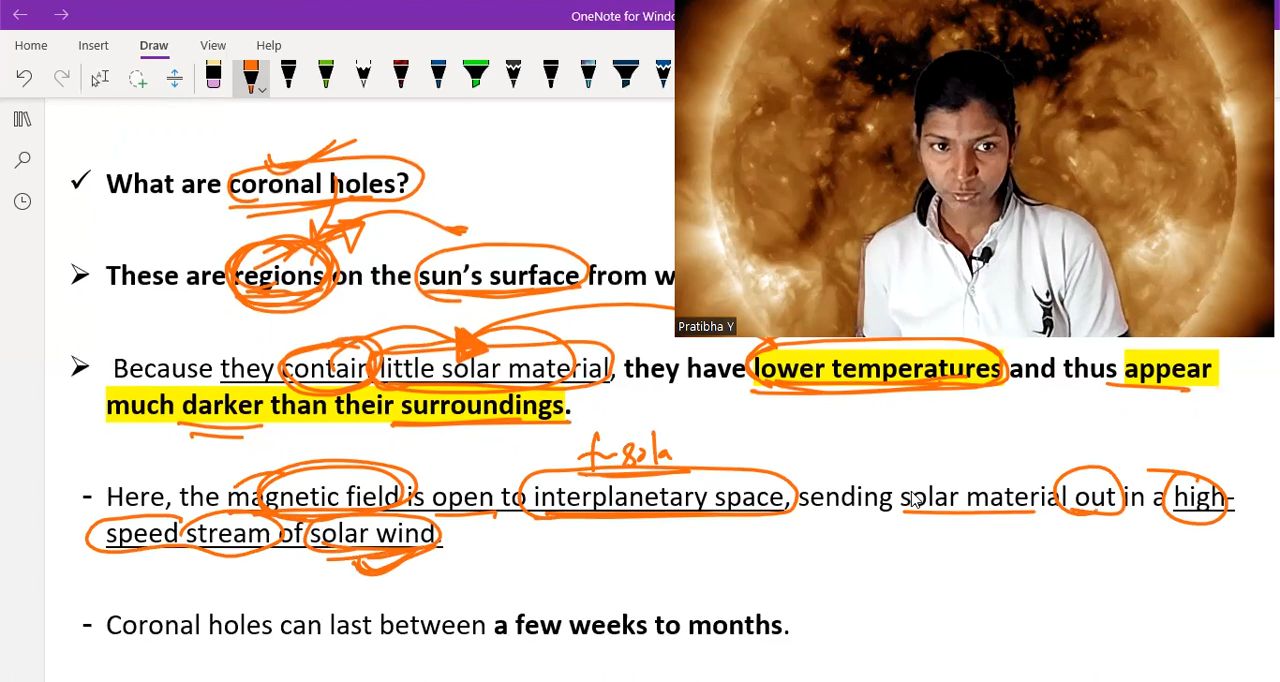 OneNote for Windo
Home Insert Draw View Help
✓ What are coronal holes?
➤ These are regions on the sun's surface from w
Pratibha Y
➤ Because they contain little solar material, they have lower temperatures and thus appear
much darker than their surroundings.
- Here, the magnetic field is open to interplanetary space, sending solar material out in a high-
speed stream of solar wind.
- Coronal holes can last between a few weeks to months.